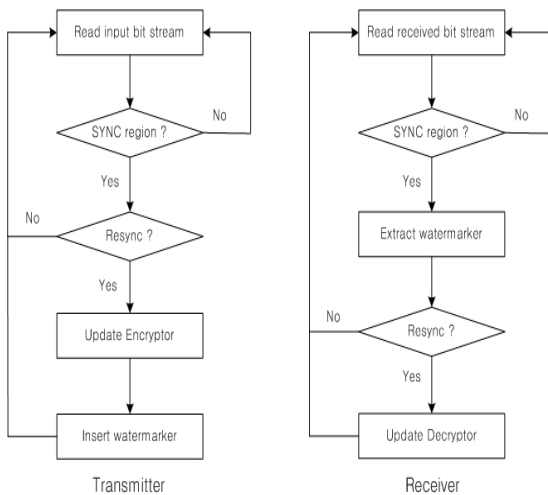 Read input bit stream
SYNC region ?
No
Yes
No
Resync ?
Yes
Update Encryptor
Insert watermarker
Transmitter
Read received bit stream
SYNC region ?
No
Yes
Extract watermarker
No
Resync ?
Yes
Update Decryptor
Receiver